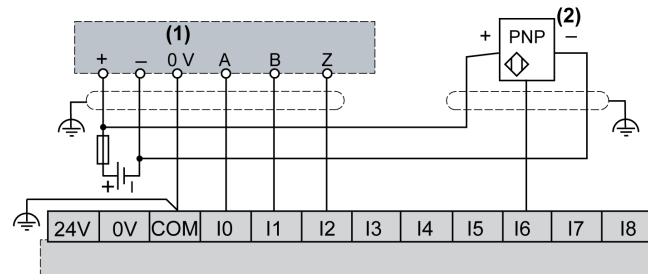 (1)
+ – 0 V A B Z
(2)
+ PNP –
+ –
24V 0V COM I0 I1 I2 I3 I4 I5 I6 I7 I8